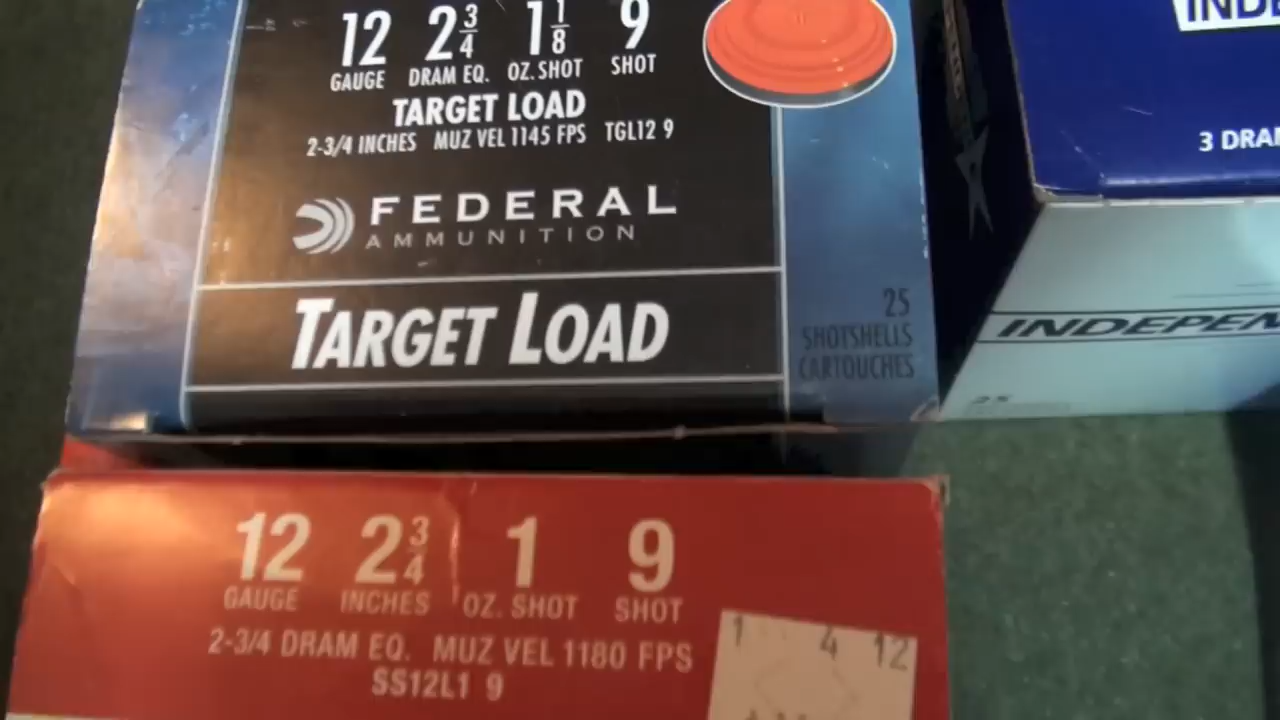 12 2 3/4 1 1/8 9
GAUGE DRAM EQ. OZ. SHOT SHOT
TARGET LOAD
2-3/4 INCHES MUZ VEL 1145 FPS TGL12 9
FEDERAL
AMMUNITION
TARGET LOAD
25
SHOTSHELLS
CARTOUCHES
INDE
3 DRAM
INDEPEN
25
12 2 3/4 1 9
GAUGE INCHES OZ. SHOT SHOT
2-3/4 DRAM EQ. MUZ VEL 1180 FPS
SS12L1 9
1 4 12